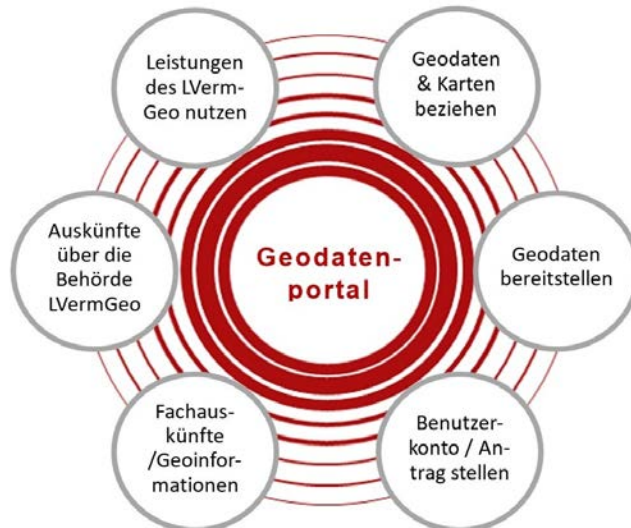 Leistungen
des LVerm-
Geo nutzen
Geodaten
& Karten
beziehen
Auskünfte
über die
Behörde
LVermGeo
Geodaten-
portal
Geodaten
bereitstellen
Fachaus-
künfte
/Geoinfor-
mationen
Benutzer-
konto / An-
trag stellen